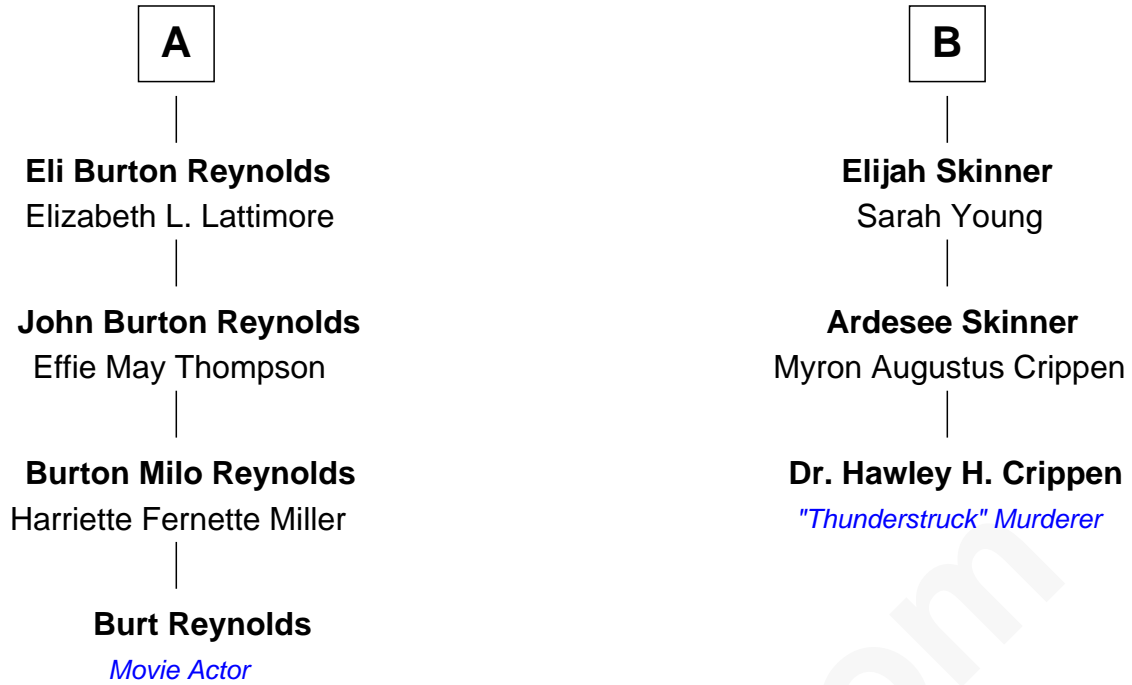 A
B
Eli Burton Reynolds
Elizabeth L. Lattimore
Elijah Skinner
Sarah Young
John Burton Reynolds
Effie May Thompson
Ardesee Skinner
Myron Augustus Crippen
Burton Milo Reynolds
Harriette Fernette Miller
Dr. Hawley H. Crippen
"Thunderstruck" Murderer
Burt Reynolds
Movie Actor
om